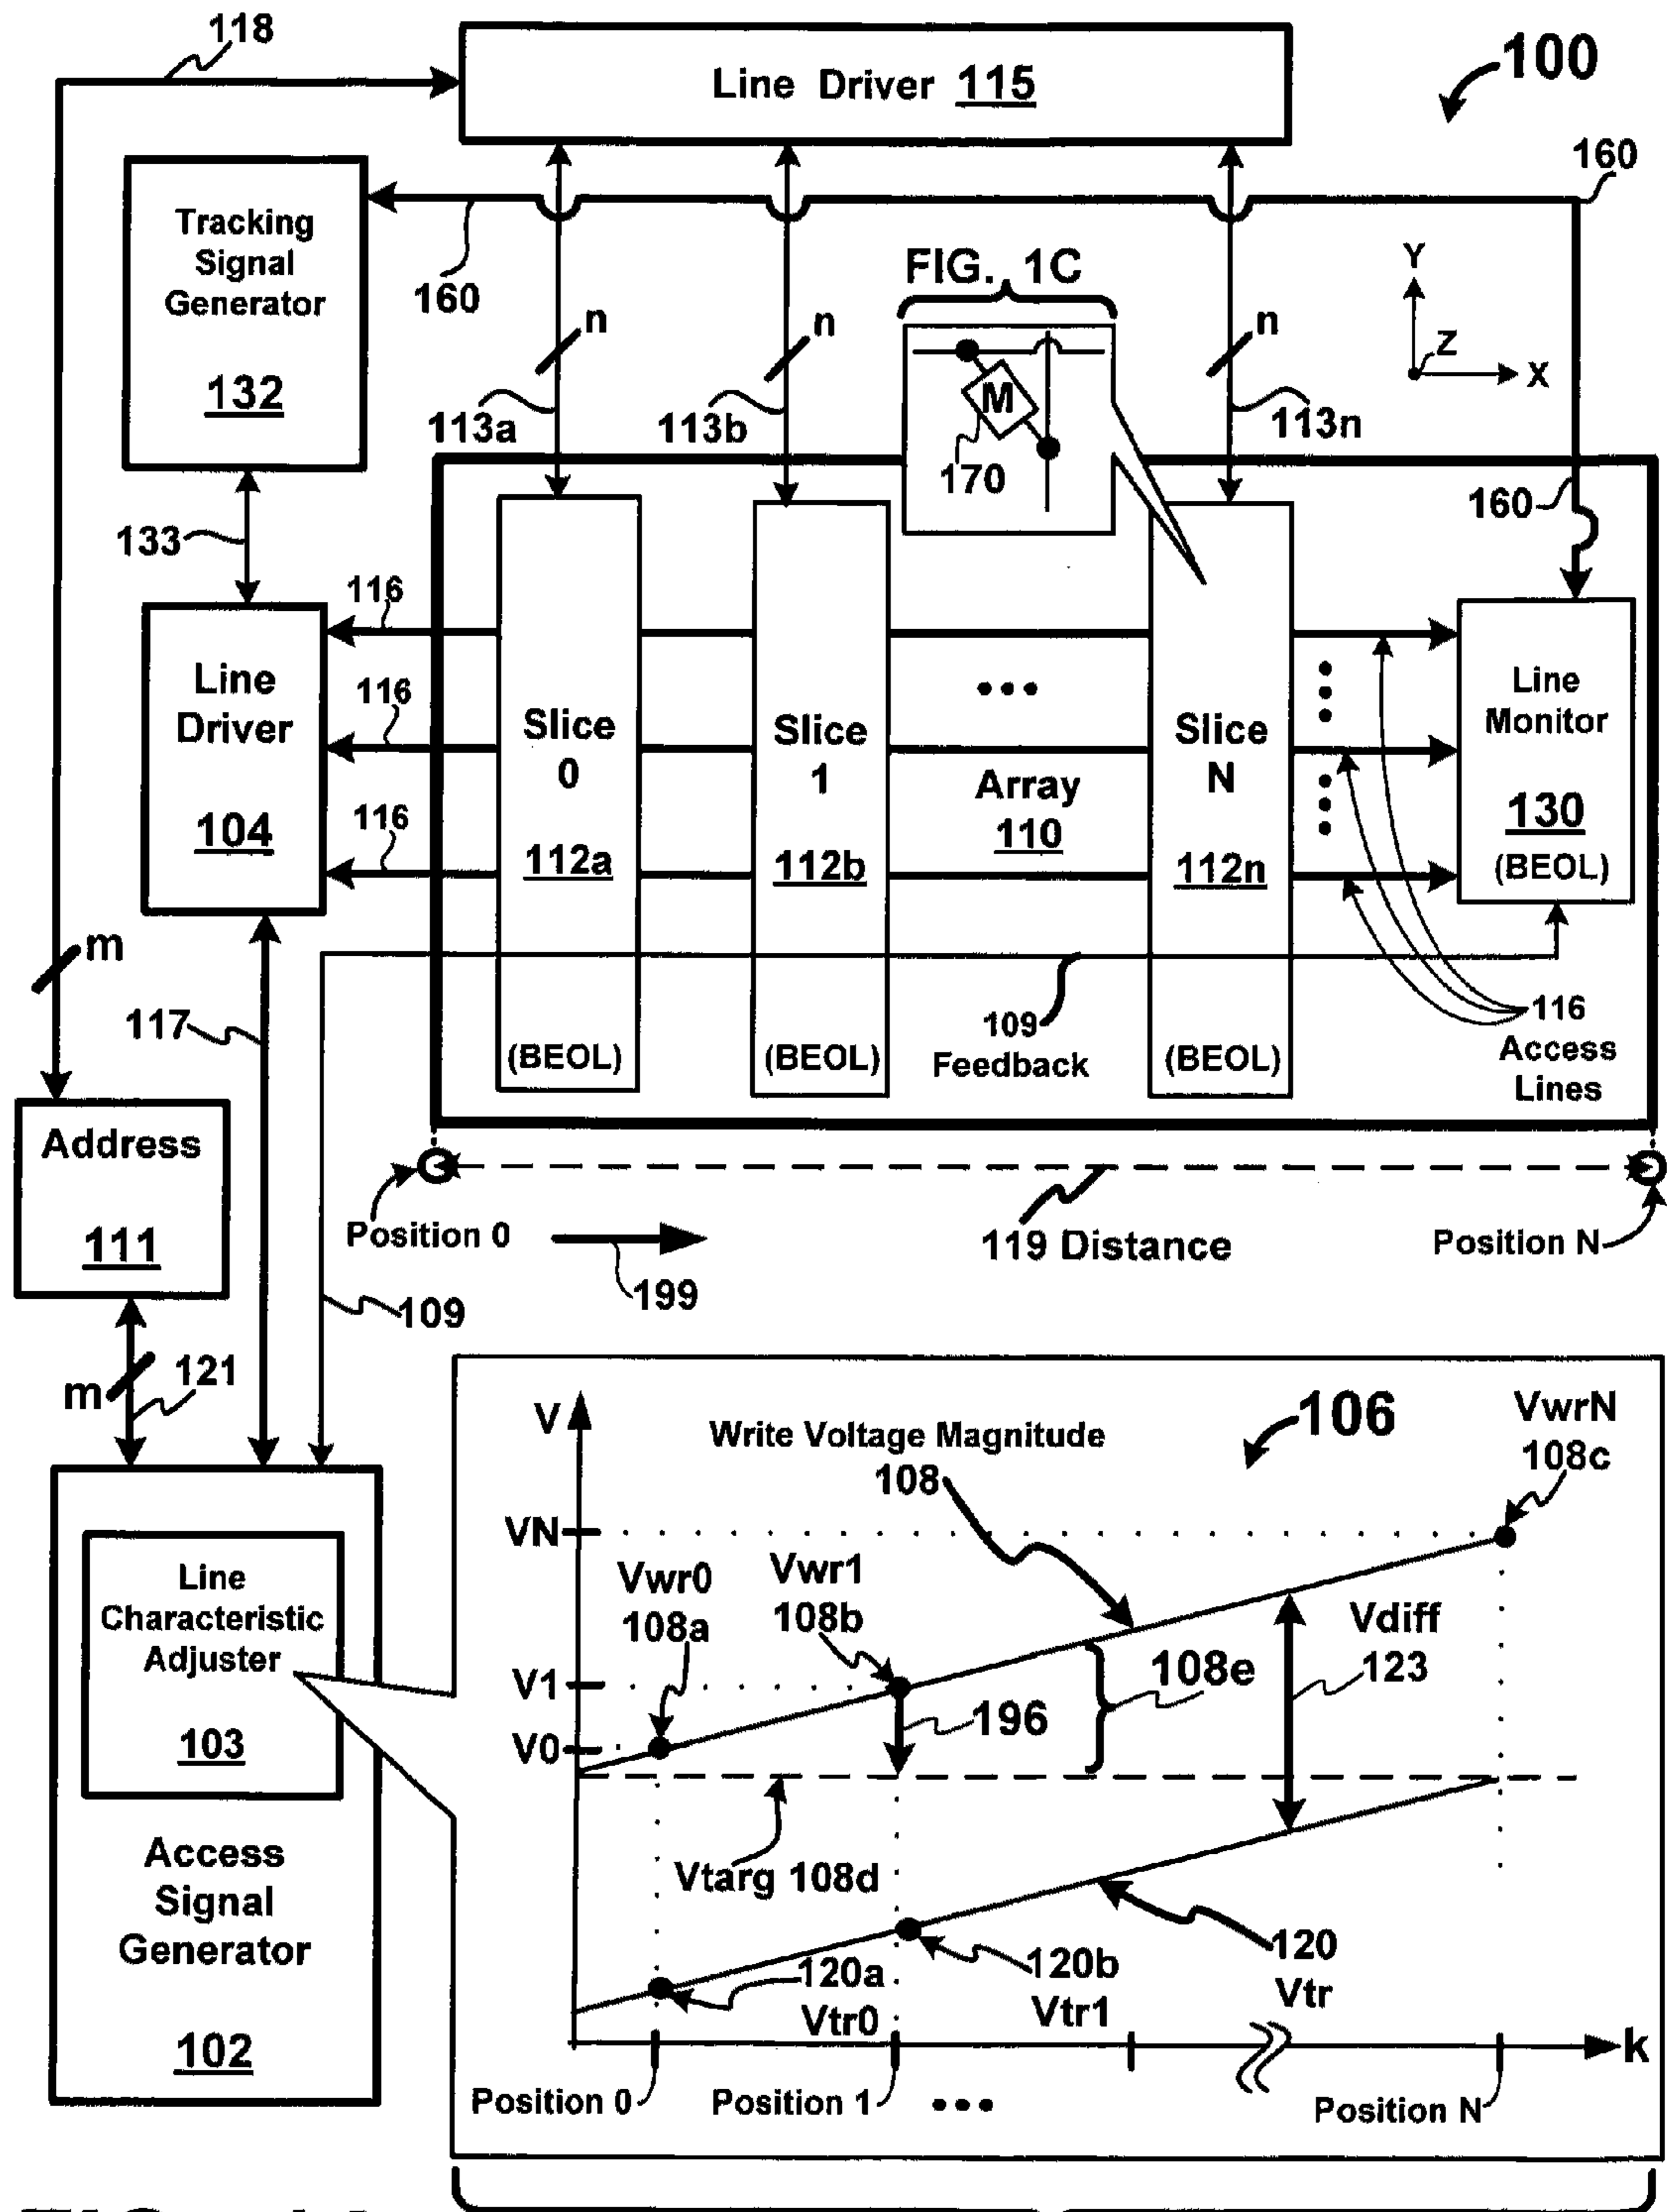 118
Line Driver 115
100
160
Tracking
Signal
Generator
132
160
FIG. 1C
M
170
Y
Z
X
n
n
n
113a
113b
113n
160
133
116
116
116
Line
Driver
104
Slice
0
112a
(BEOL)
Slice
1
112b
(BEOL)
•••
Array
110
Slice
N
112n
(BEOL)
Line
Monitor
130
(BEOL)
m
117
109
Feedback
116
Access
Lines
Address
111
Position 0
199
119 Distance
Position N
109
m
121
Line
Characteristic
Adjuster
103
Access
Signal
Generator
102
V
Write Voltage Magnitude
108
106
VwrN
108c
VN
Vwr0
108a
Vwr1
108b
Vdiff
123
V1
108e
196
V0
Vtarg 108d
120a
Vtr0
120b
Vtr1
120
Vtr
k
Position 0
Position 1
•••
Position N